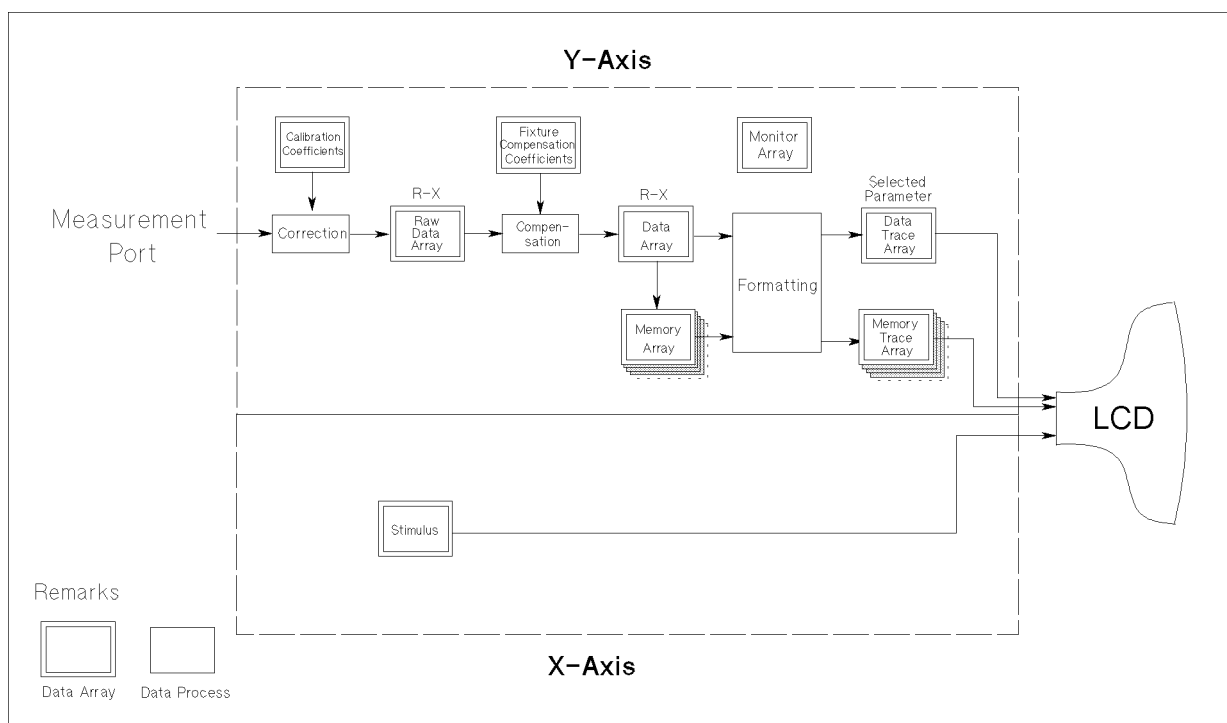 Y-Axis
Calibration
Coefficients
Fixture
Compensation
Coefficients
Monitor
Array
R-X
R-X
Selected
Parameter
Measurement
Port
Correction
Raw
Data
Array
Compen-
sation
Data
Array
Formatting
Data
Trace
Array
Memory
Array
Memory
Trace
Array
LCD
Stimulus
Remarks
Data Array
Data Process
X-Axis